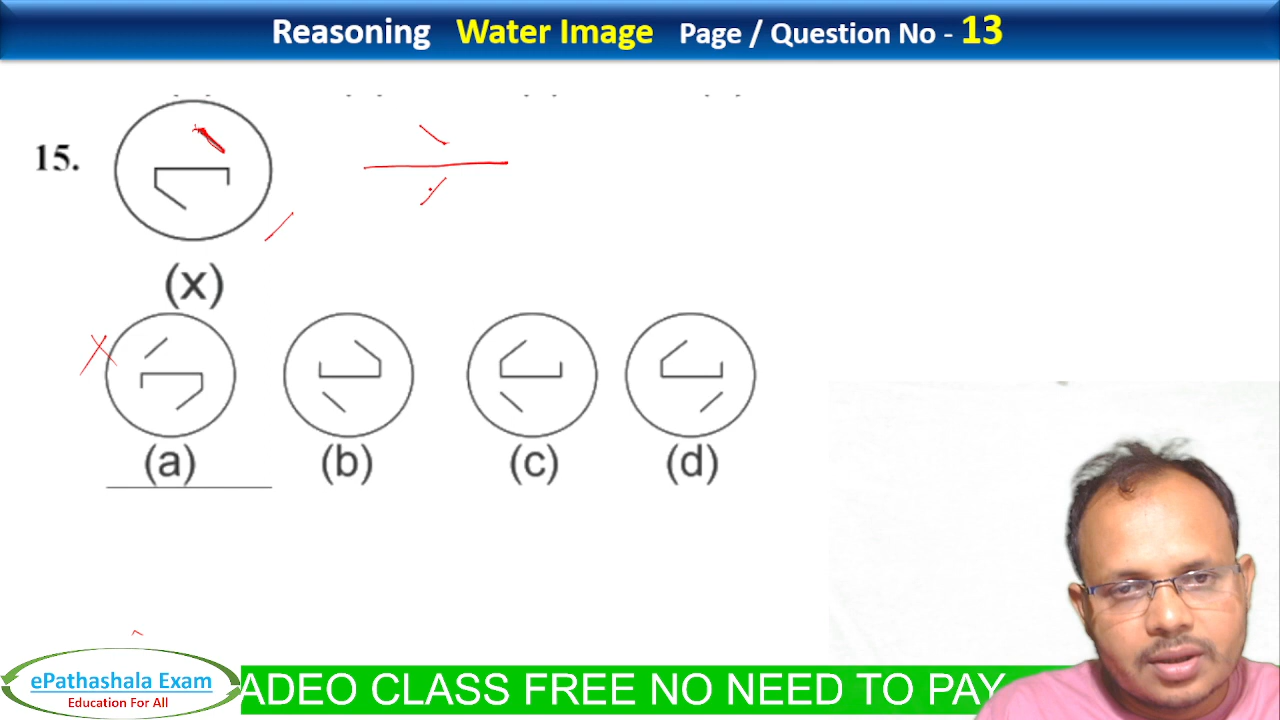 Reasoning Water Image Page / Question No - 13
15.
(x)
(a) (b) (c) (d)
ePathashala Exam
Education For All
ADEO CLASS FREE NO NEED TO PAY